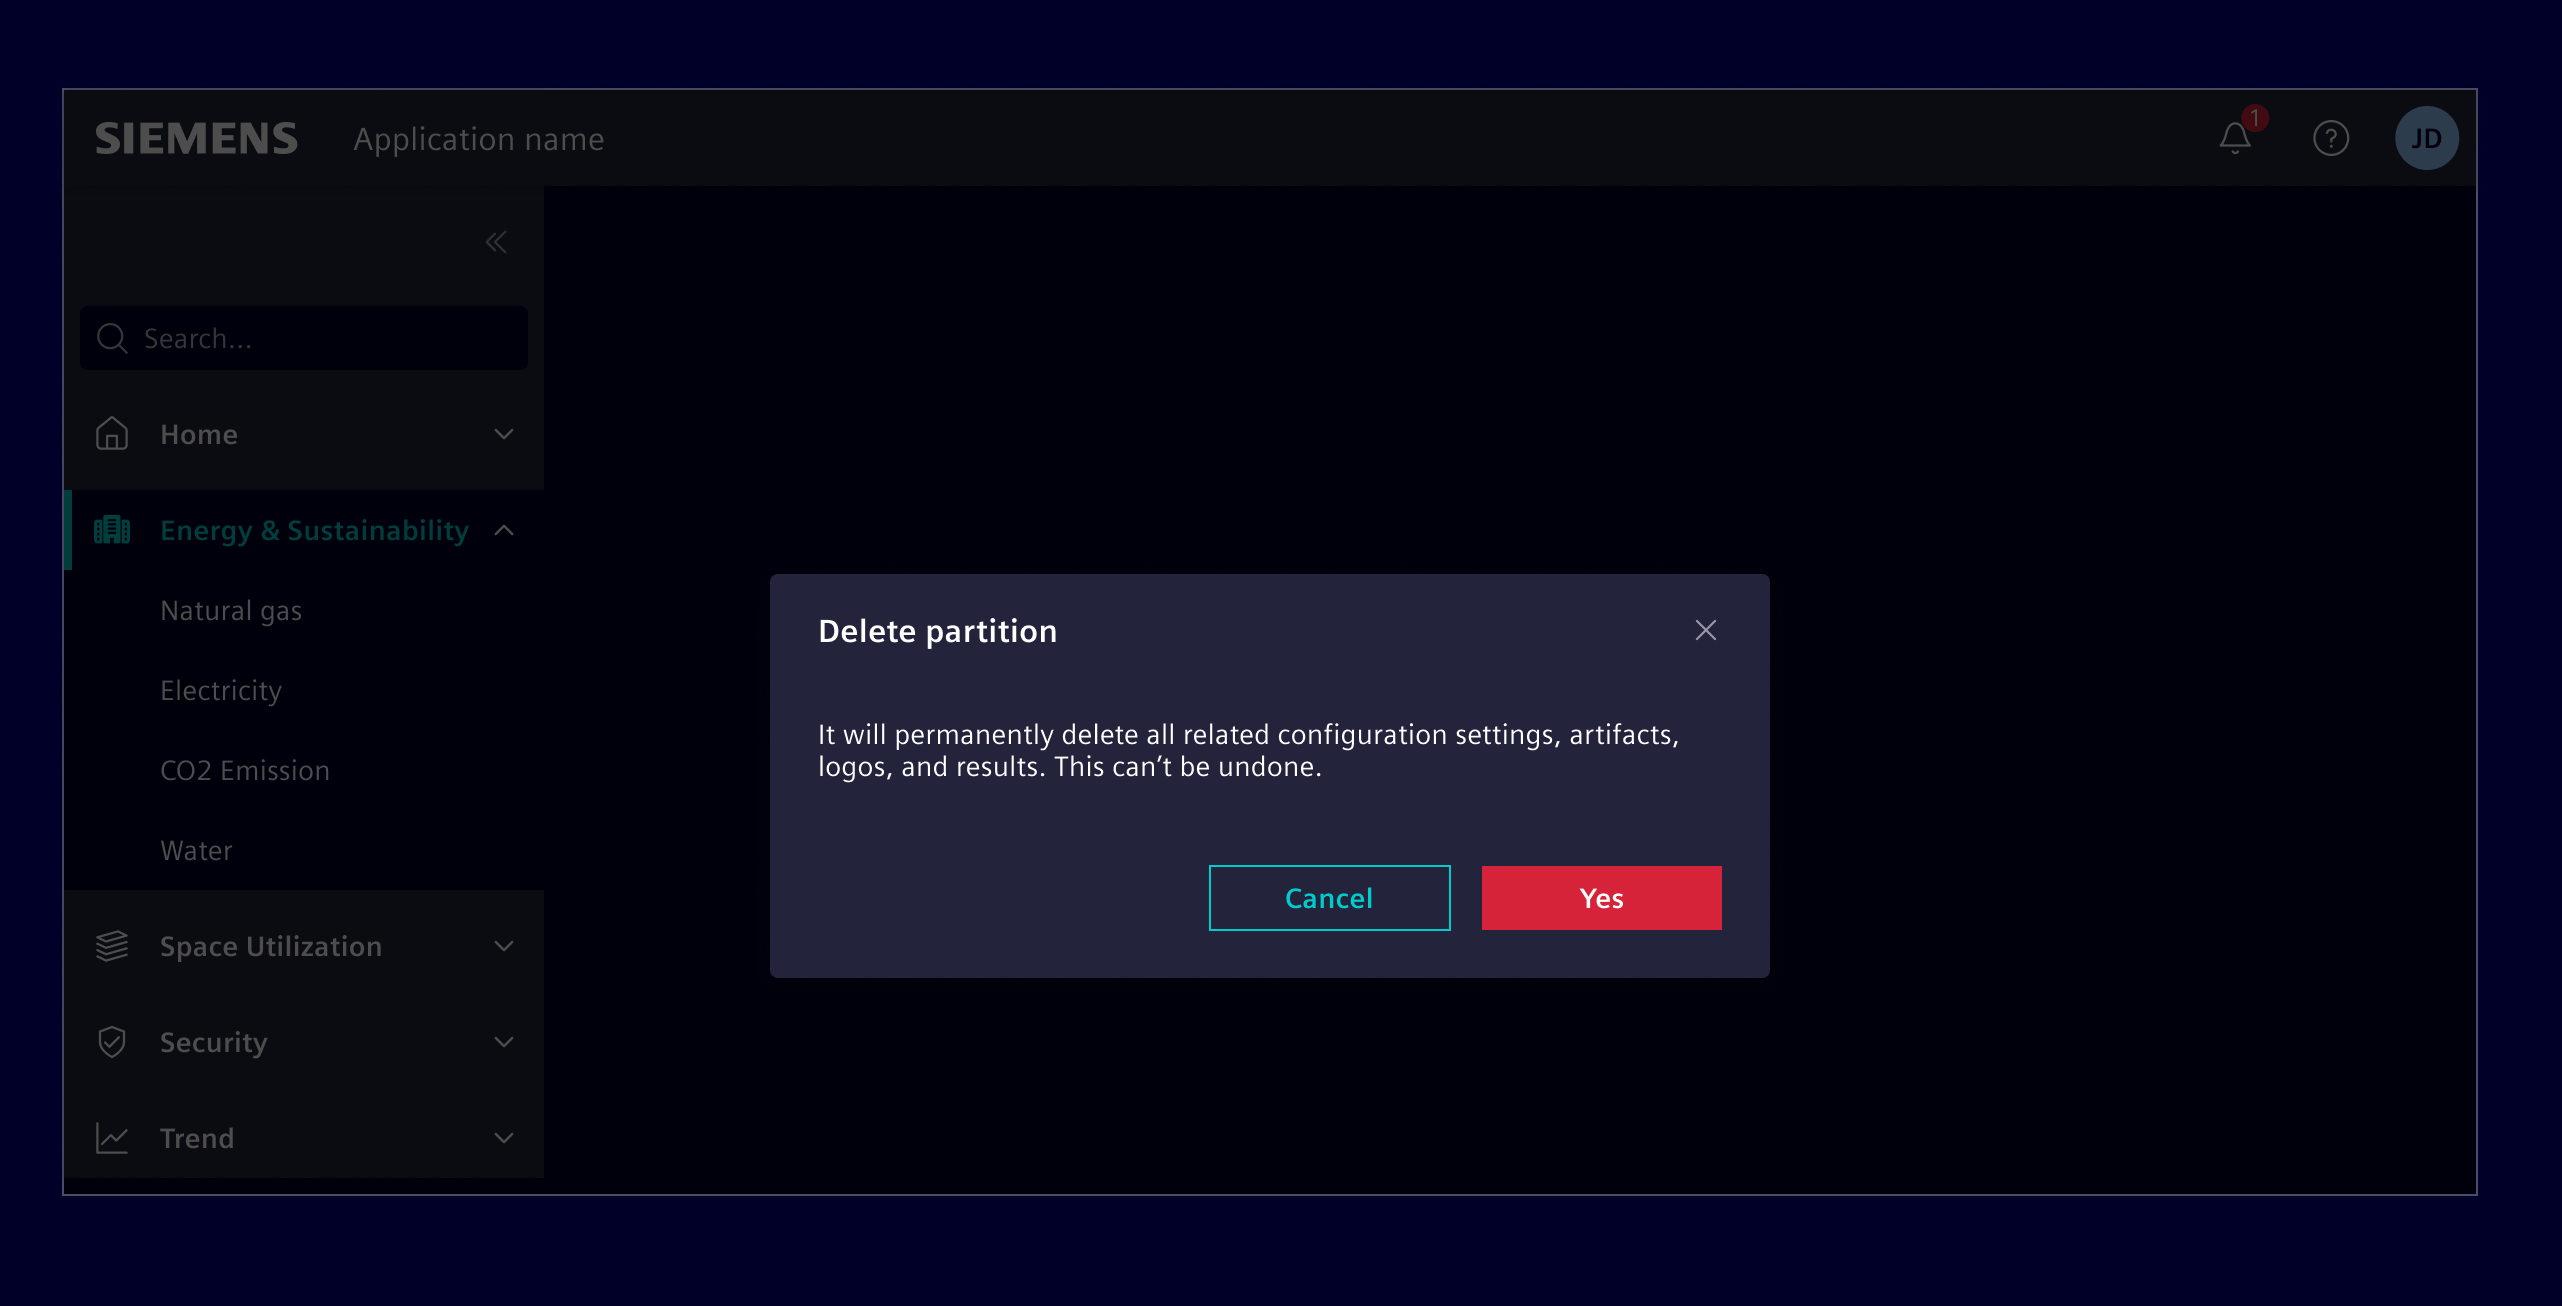 SIEMENS
Application name
1
?
JD
Search...
Home
Energy & Sustainability
Natural gas
Electricity
CO2 Emission
Water
Space Utilization
Security
Trend
Delete partition
It will permanently delete all related configuration settings, artifacts,
logos, and results. This can’t be undone.
Cancel
Yes